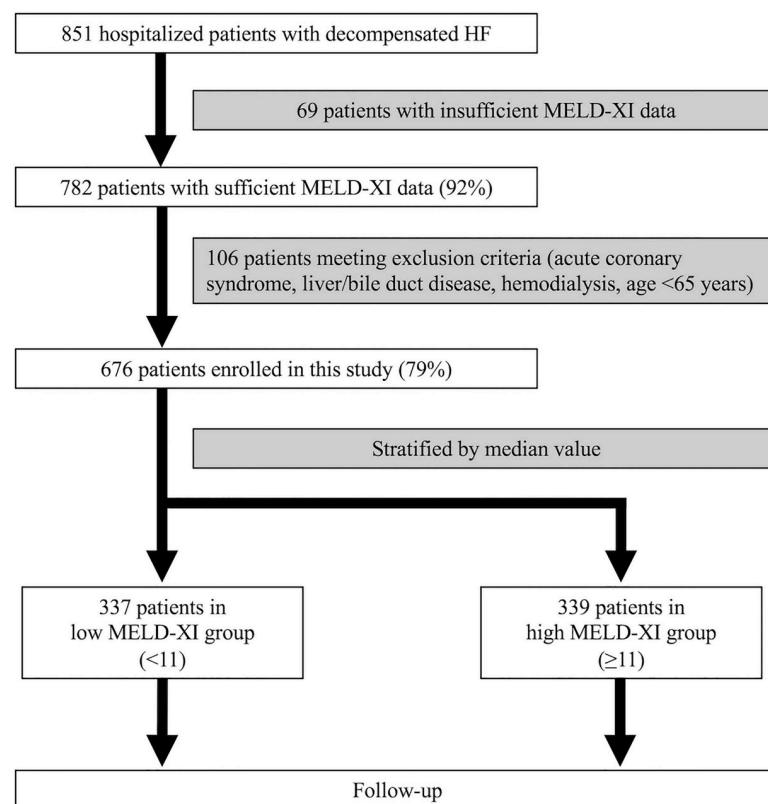 851 hospitalized patients with decompensated HF
69 patients with insufficient MELD-XI data
782 patients with sufficient MELD-XI data (92%)
106 patients meeting exclusion criteria (acute coronary
syndrome, liver/bile duct disease, hemodialysis, age <65 years)
676 patients enrolled in this study (79%)
Stratified by median value
337 patients in
low MELD-XI group
(<11)
339 patients in
high MELD-XI group
(≥11)
Follow-up